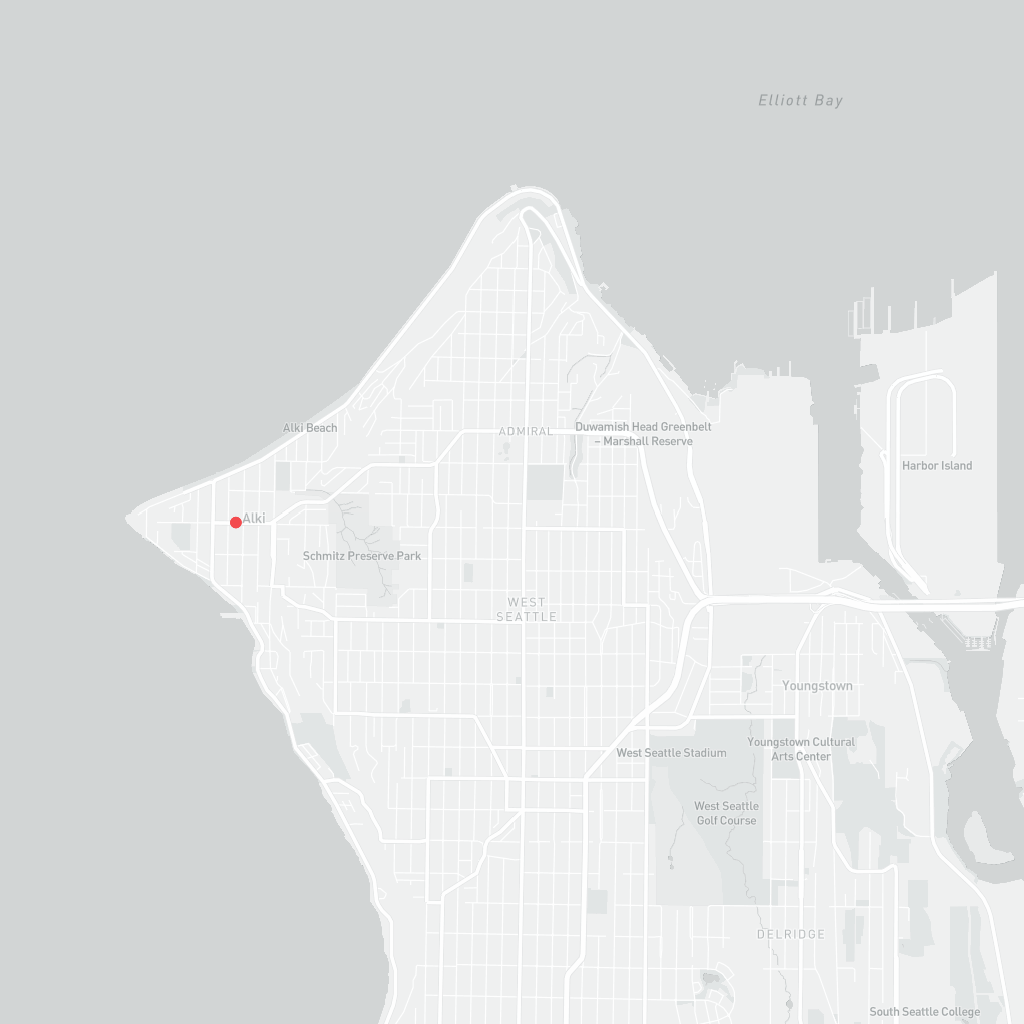 Elliott Bay
Alki Beach
ADMIRAL
Duwamish Head Greenbelt
– Marshall Reserve
Harbor Island
Alki
Schmitz Preserve Park
WEST
SEATTLE
Youngstown
West Seattle Stadium
Youngstown Cultural
Arts Center
West Seattle
Golf Course
DELRIDGE
South Seattle College